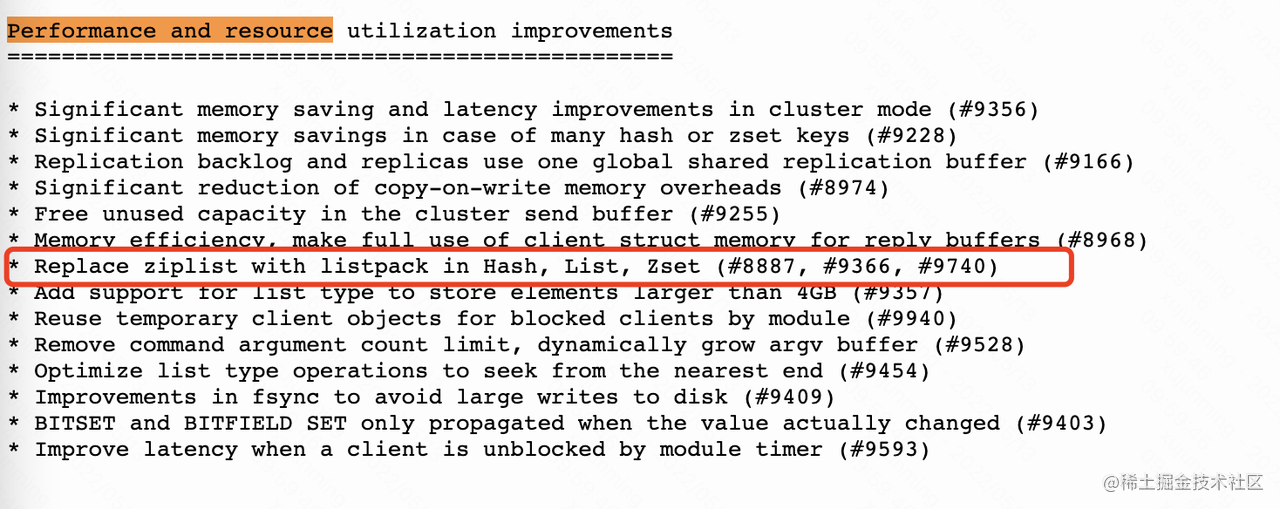 Performance and resource utilization improvements
==================================================
* Significant memory saving and latency improvements in cluster mode (#9356)
* Significant memory savings in case of many hash or zset keys (#9228)
* Replication backlog and replicas use one global shared replication buffer (#9166)
* Significant reduction of copy-on-write memory overheads (#8974)
* Free unused capacity in the cluster send buffer (#9255)
* Memory efficiency, make full use of client struct memory for reply buffers (#8968)
* Replace ziplist with listpack in Hash, List, Zset (#8887, #9366, #9740)
* Add support for list type to store elements larger than 4GB (#9357)
* Reuse temporary client objects for blocked clients by module (#9940)
* Remove command argument count limit, dynamically grow argv buffer (#9528)
* Optimize list type operations to seek from the nearest end (#9454)
* Improvements in fsync to avoid large writes to disk (#9409)
* BITSET and BITFIELD SET only propagated when the value actually changed (#9403)
* Improve latency when a client is unblocked by module timer (#9593)
@稀土掘金技术社区